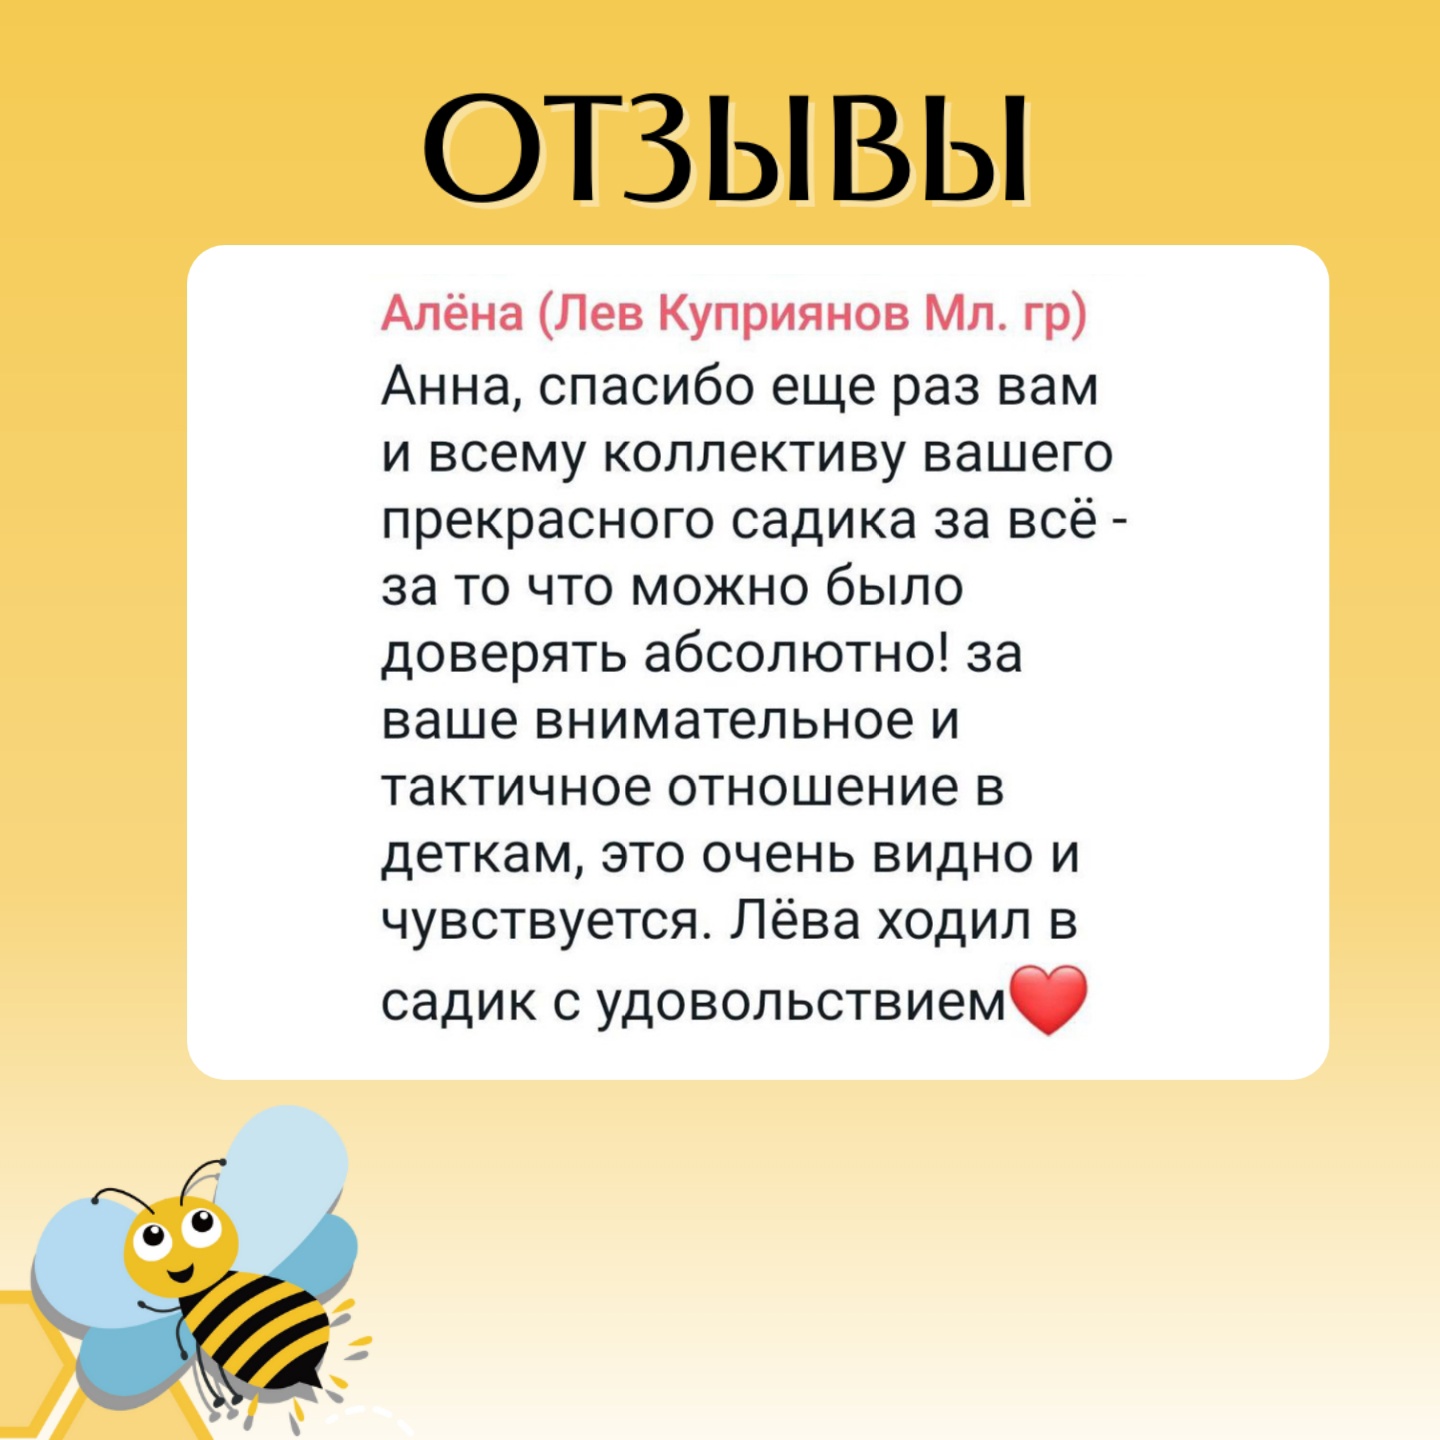 ОТЗЫВЫ
Алёна (Лев Куприянов Мл. гр)
Анна, спасибо еще раз вам
и всему коллективу вашего
прекрасного садика за всё -
за то что можно было
доверять абсолютно! за
ваше внимательное и
тактичное отношение в
деткам, это очень видно и
чувствуется. Лёва ходил в
садик с удовольствием❤️